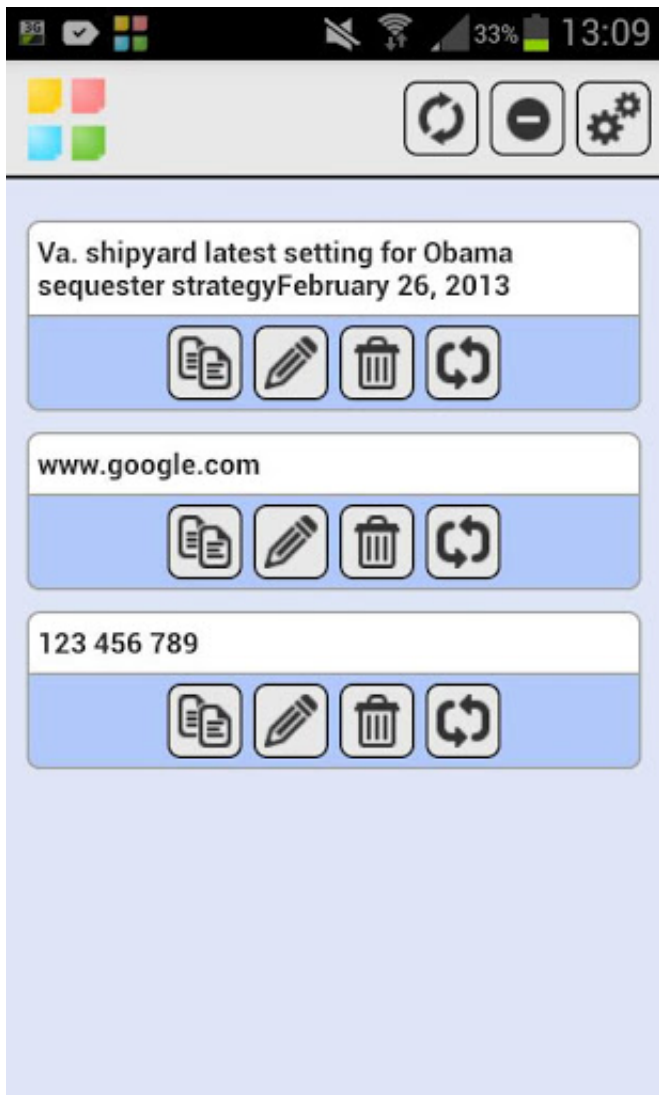 3G 33% 13:09
Va. shipyard latest setting for Obama
sequester strategyFebruary 26, 2013
www.google.com
123 456 789